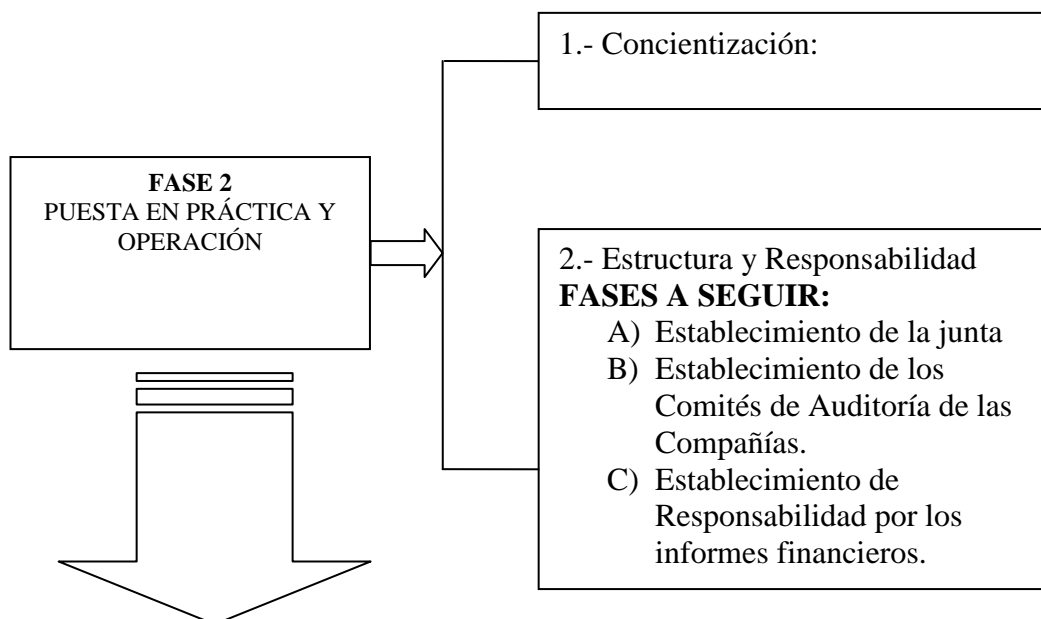 1.- Concientización:
FASE 2
PUESTA EN PRÁCTICA Y
OPERACIÓN
2.- Estructura y Responsabilidad
FASES A SEGUIR:
A) Establecimiento de la junta
B) Establecimiento de los
Comités de Auditoría de las
Compañías.
C) Establecimiento de
Responsabilidad por los
informes financieros.